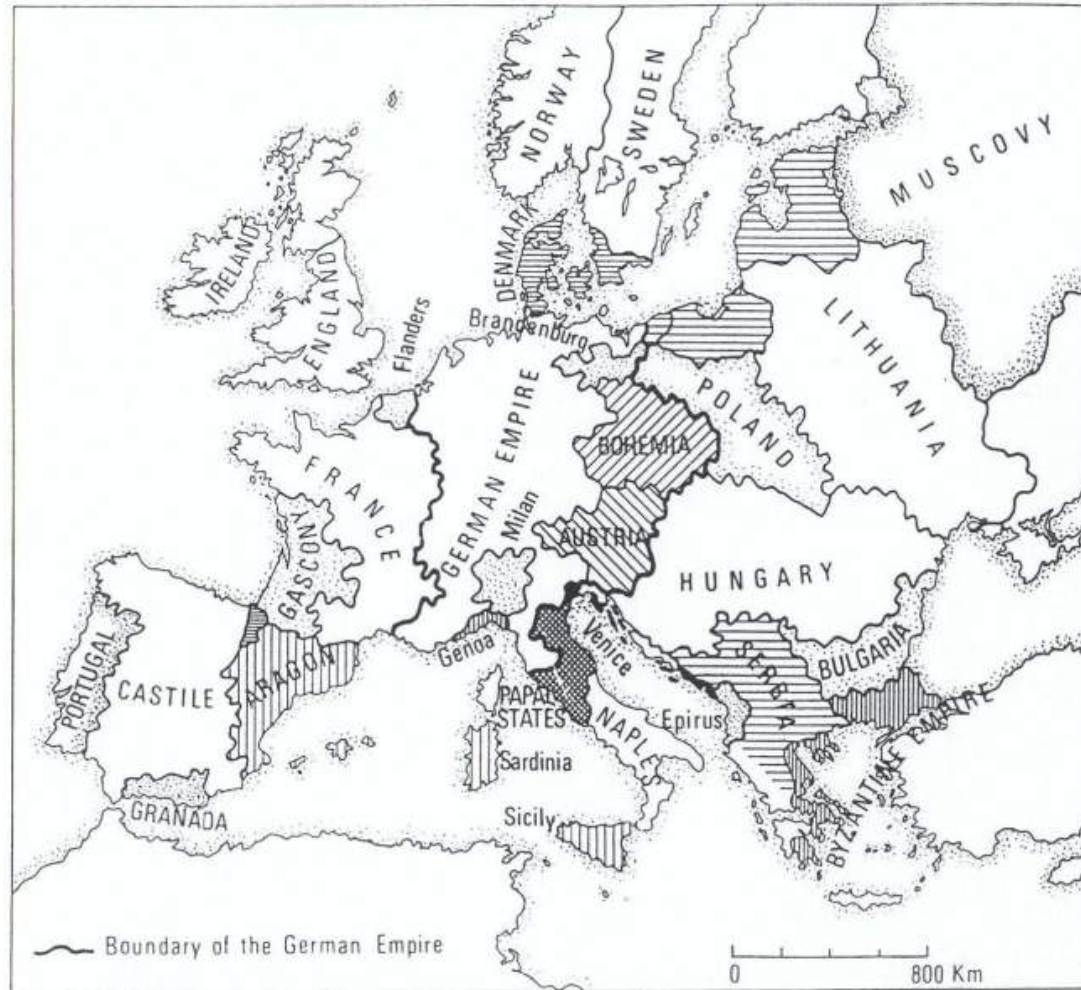 NORWAY
SWEDEN
MUSCOVY
IRELAND
ENGLAND
DENMARK
Flanders
Brandenburg
LITHUANIA
POLAND
GERMAN EMPIRE
BOHEMIA
FRANCE
Milan
AUSTRIA
GASCONY
HUNGARY
PORTUGAL
CASTILE
ARAGON
Genoa
Venice
SERBIA
BULGARIA
PAPAL
STATES
NAPLES
Epirus
BYZANTINE EMPIRE
Sardinia
GRANADA
Sicily
Boundary of the German Empire
0 800 Km